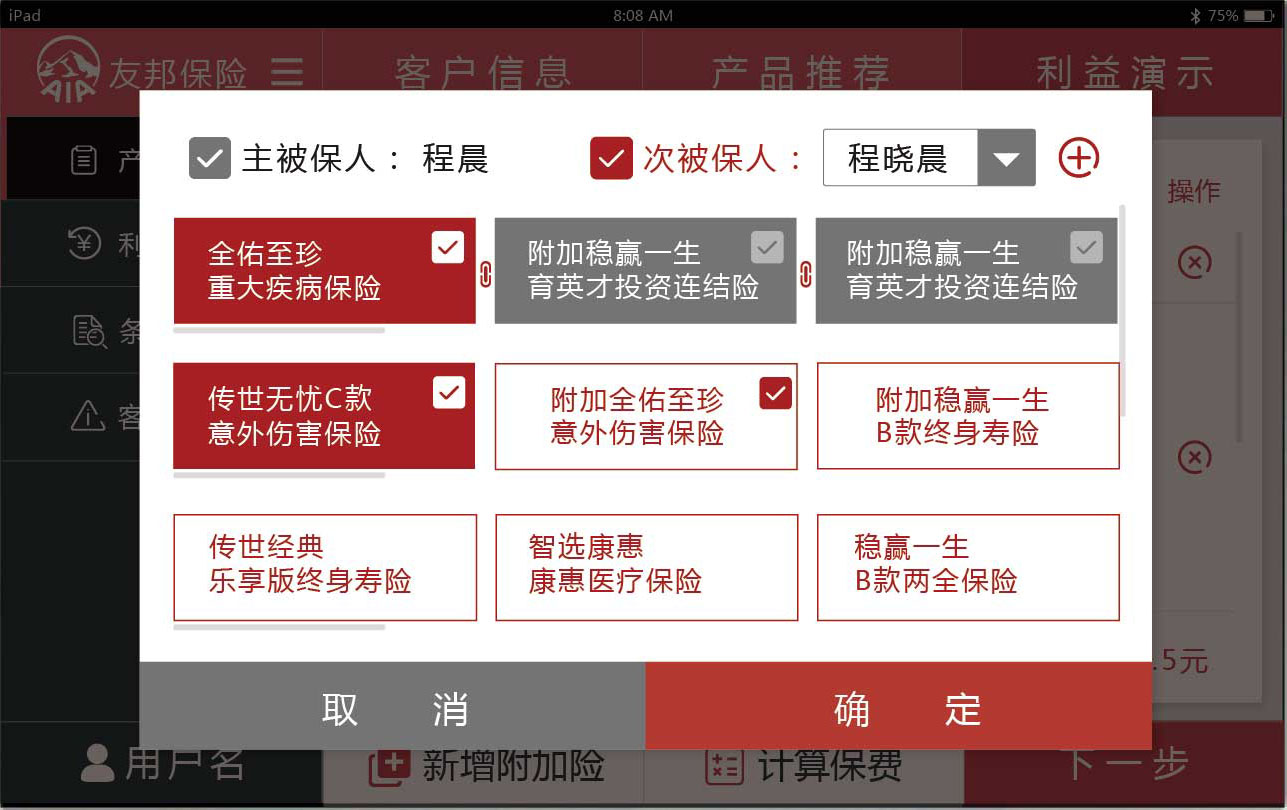 iPad
8:08 AM
75%
AIA
友邦保险
客户信息
产品推荐
利益演示
主被保人： 程晨
次被保人：
程晓晨
操作
产
利
条
客
全佑至珍
重大疾病保险
附加稳赢一生
育英才投资连结险
附加稳赢一生
育英才投资连结险
传世无忧C款
意外伤害保险
附加全佑至珍
意外伤害保险
附加稳赢一生
B款终身寿险
传世经典
乐享版终身寿险
智选康惠
康惠医疗保险
稳赢一生
B款两全保险
.5元
取 消
确 定
用户名
新增附加险
计算保费
下一步